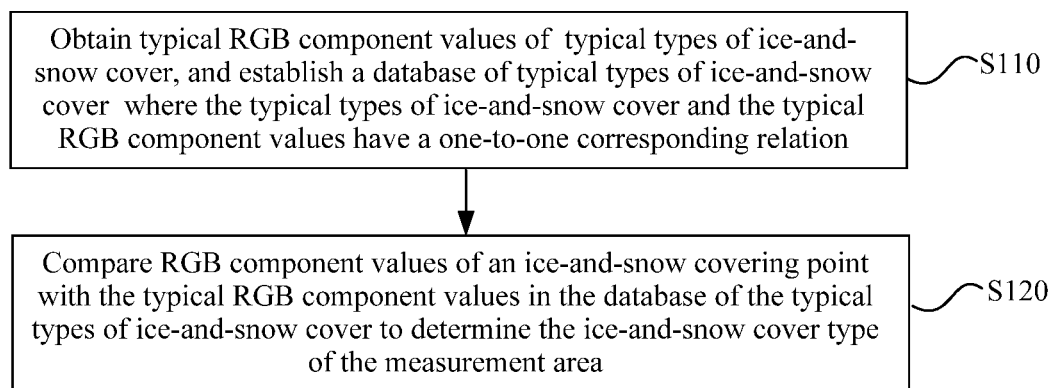 Obtain typical RGB component values of typical types of ice-and-
snow cover, and establish a database of typical types of ice-and-snow
cover where the typical types of ice-and-snow cover and the typical
RGB component values have a one-to-one corresponding relation
S110
Compare RGB component values of an ice-and-snow covering point
with the typical RGB component values in the database of the typical
types of ice-and-snow cover to determine the ice-and-snow cover type
of the measurement area
S120